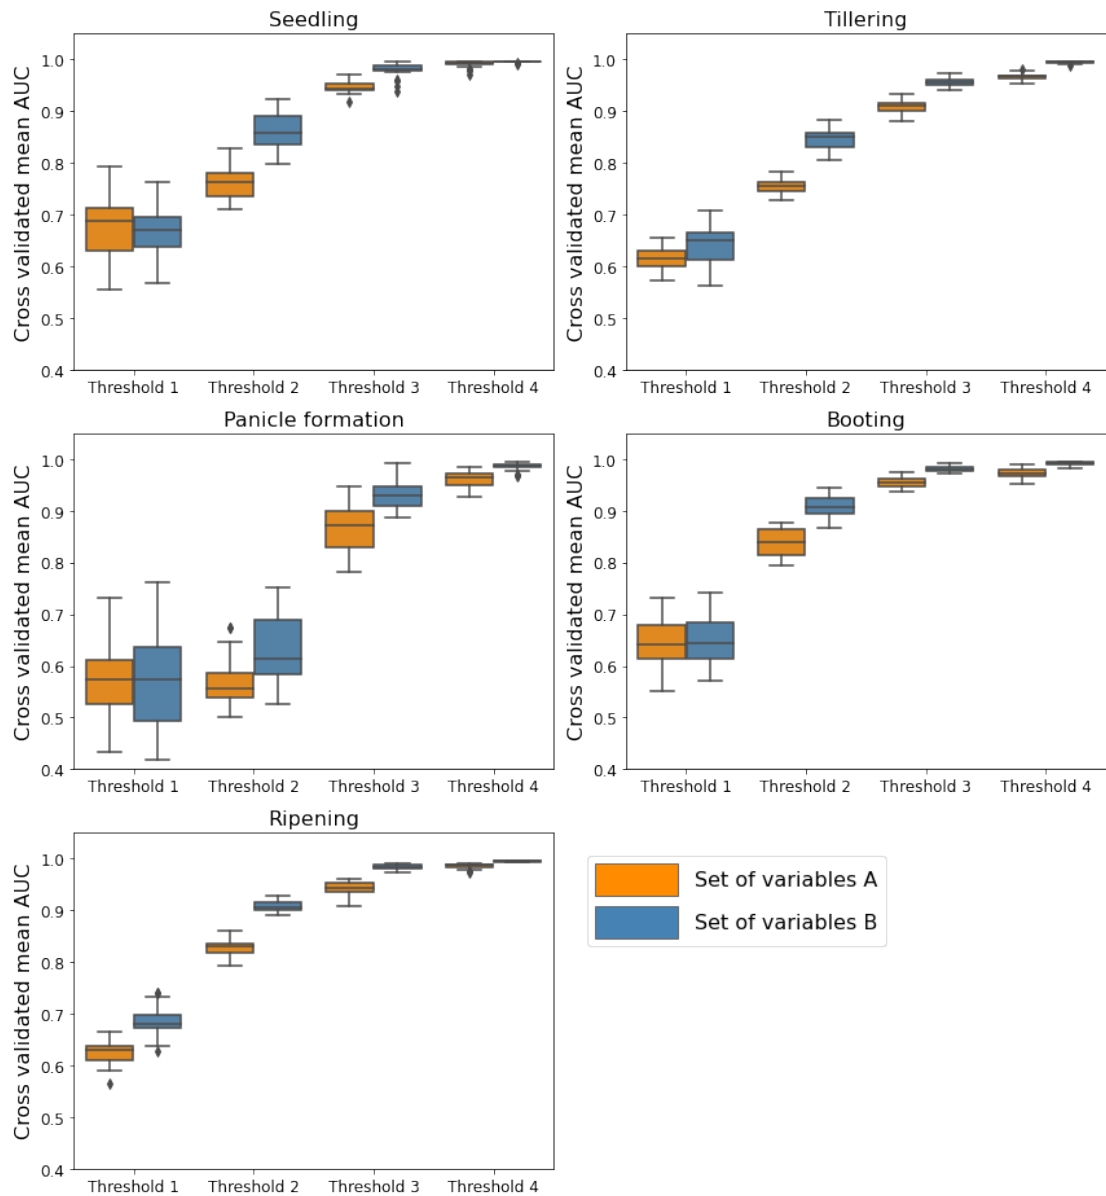 Seedling
Cross validated mean AUC
1.0
0.9
0.8
0.7
0.6
0.5
0.4
Threshold 1 Threshold 2 Threshold 3 Threshold 4
Tillering
Cross validated mean AUC
1.0
0.9
0.8
0.7
0.6
0.5
0.4
Threshold 1 Threshold 2 Threshold 3 Threshold 4
Panicle formation
Cross validated mean AUC
1.0
0.9
0.8
0.7
0.6
0.5
0.4
Threshold 1 Threshold 2 Threshold 3 Threshold 4
Booting
Cross validated mean AUC
1.0
0.9
0.8
0.7
0.6
0.5
0.4
Threshold 1 Threshold 2 Threshold 3 Threshold 4
Ripening
Cross validated mean AUC
1.0
0.9
0.8
0.7
0.6
0.5
0.4
Threshold 1 Threshold 2 Threshold 3 Threshold 4
Set of variables A
Set of variables B